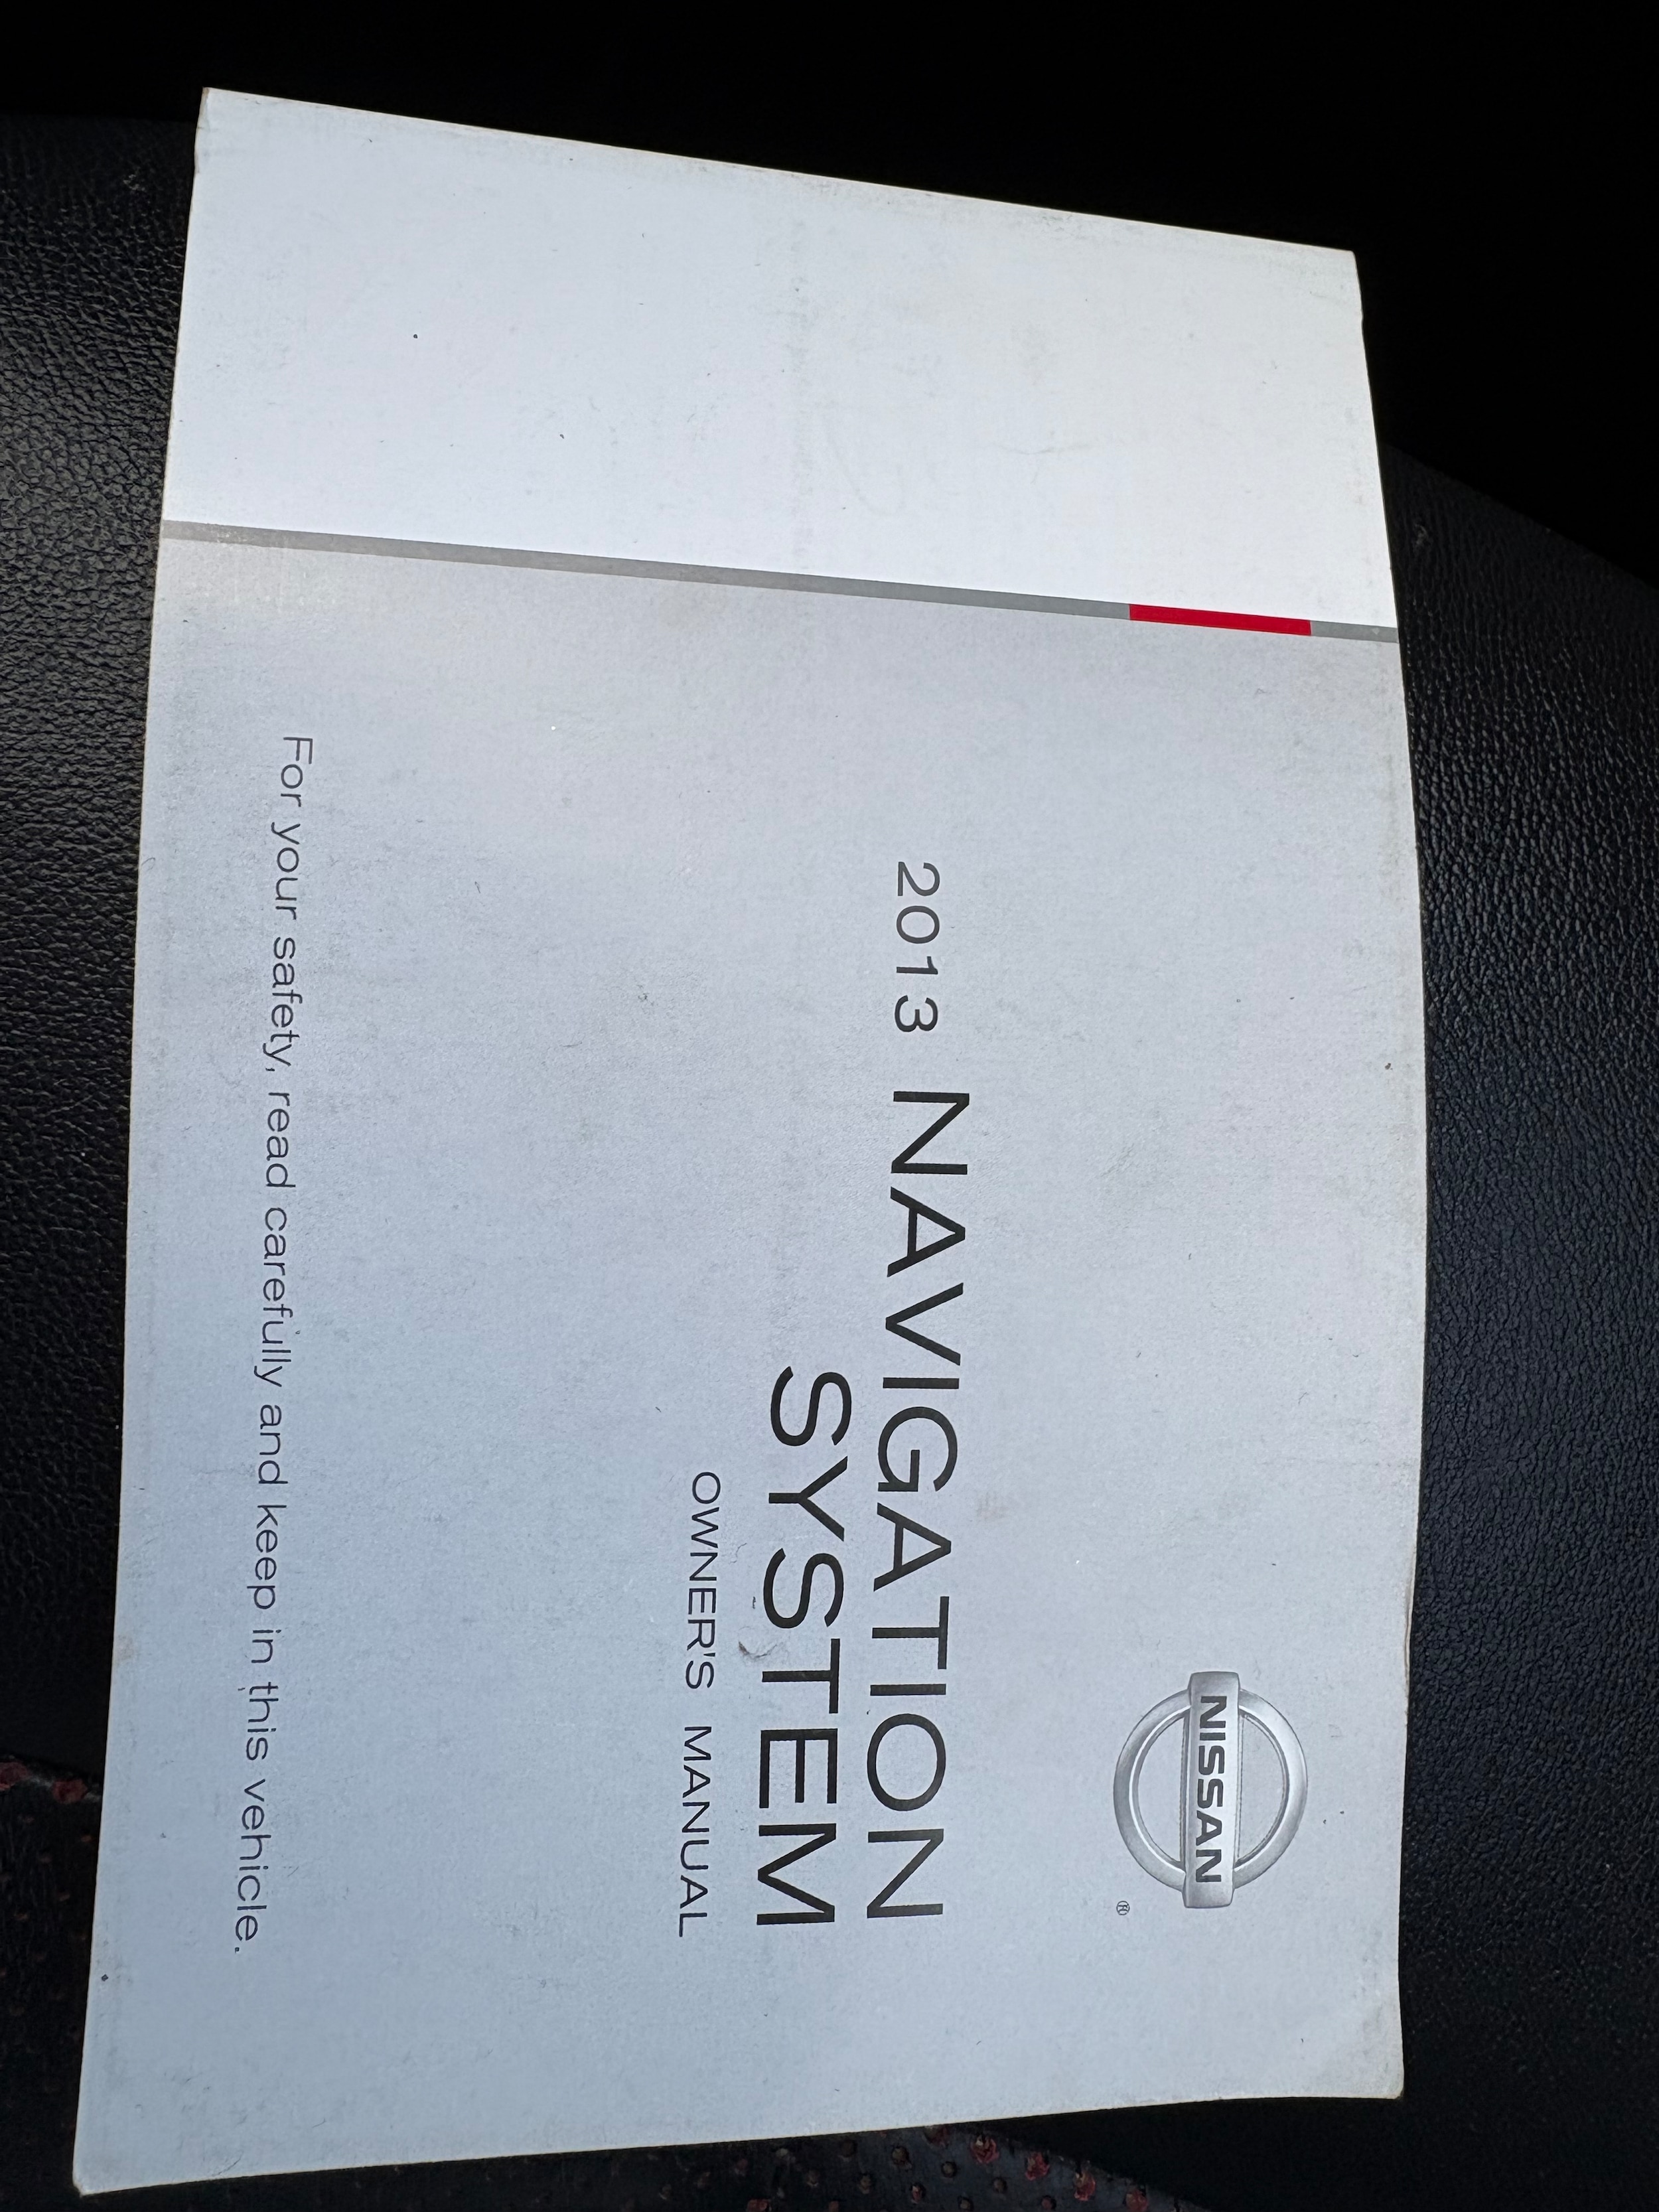 NISSAN
®
2013 NAVIGATION
SYSTEM
OWNER'S MANUAL
For your safety, read carefully and keep in this vehicle.